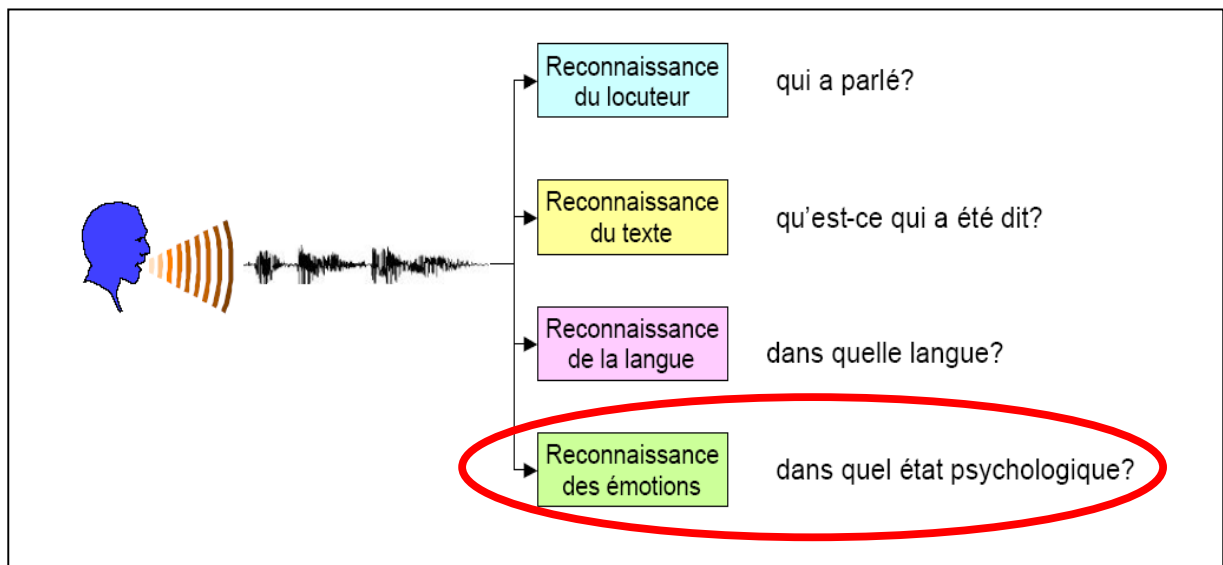 Reconnaissance
du locuteur
qui a parlé?
Reconnaissance
du texte
qu'est-ce qui a été dit?
Reconnaissance
de la langue
dans quelle langue?
Reconnaissance
des émotions
dans quel état psychologique?